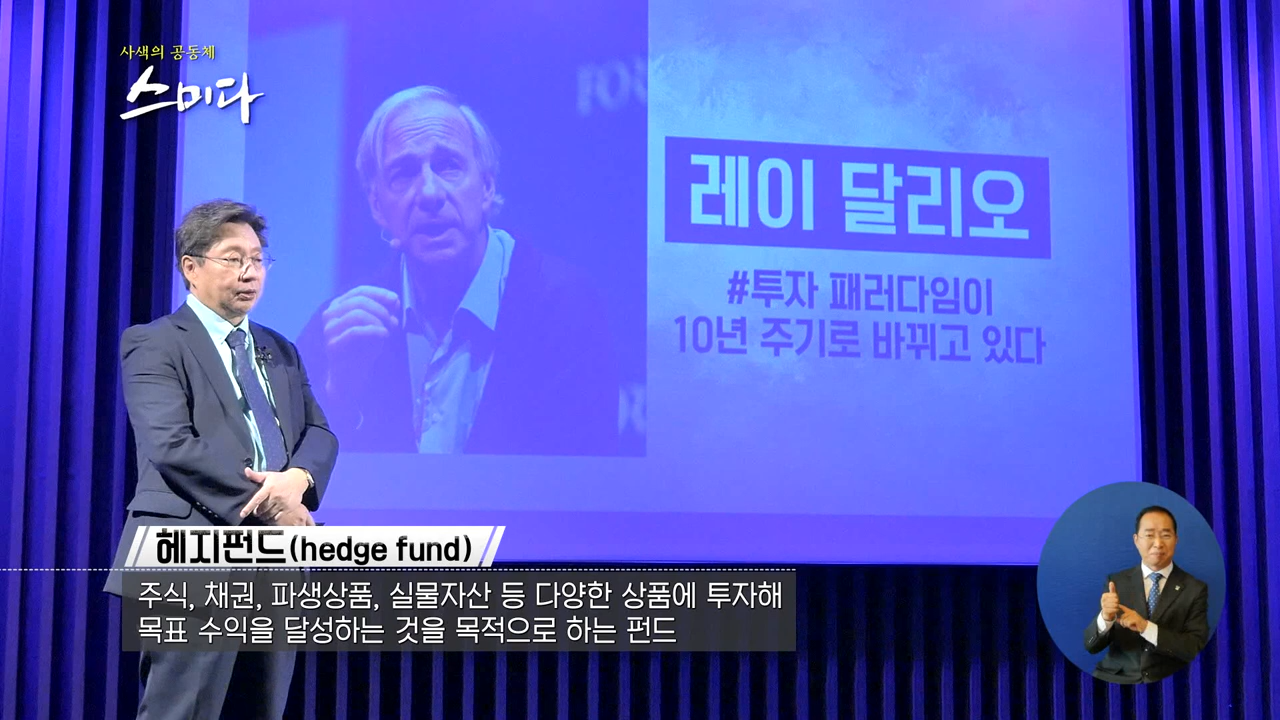 사색의 공동체
스미다
레이 달리오
#투자 패러다임이
10년 주기로 바뀌고 있다
헤지펀드(hedge fund)
주식, 채권, 파생상품, 실물자산 등 다양한 상품에 투자해
목표 수익을 달성하는 것을 목적으로 하는 펀드